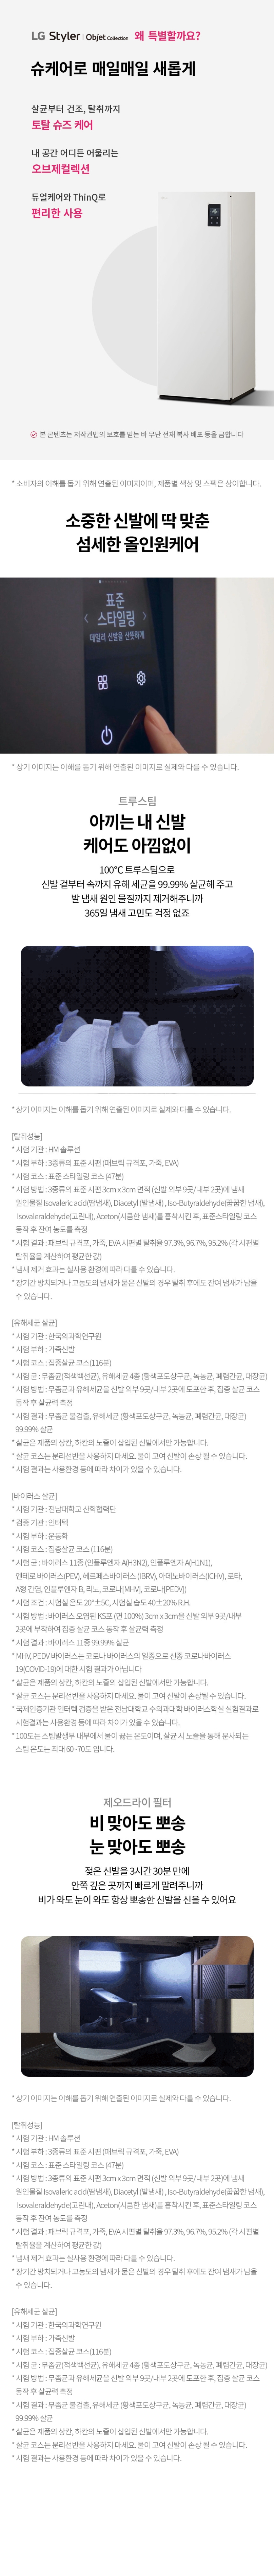 LG Styler | Objet Collection 왜 특별할까요?
슈케어로 매일매일 새롭게
살균부터 건조, 탈취까지
토탈 슈즈 케어
내 공간 어디든 어울리는
오브제컬렉션
듀얼케어와 ThinQ로
편리한 사용
본 콘텐츠는 저작권법의 보호를 받는 바 무단 전재 복사 배포 등을 금합니다
* 소비자의 이해를 돕기 위해 연출된 이미지이며, 제품별 색상 및 스펙은 상이합니다.
소중한 신발에 딱 맞춘
섬세한 올인원케어
표준
스타일링
데일리 신발을 산뜻하게
* 상기 이미지는 이해를 돕기 위해 연출된 이미지로 실제와 다를 수 있습니다.
트루스팀
아끼는 내 신발
케어도 아낌없이
100℃ 트루스팀으로
신발 겉부터 속까지 유해 세균을 99.99% 살균해 주고
발 냄새 원인 물질까지 제거해주니까
365일 냄새 고민도 걱정 없죠
* 상기 이미지는 이해를 돕기 위해 연출된 이미지로 실제와 다를 수 있습니다.
[탈취성능]
* 시험 기관 : HM 솔루션
* 시험 부하 : 3종류의 표준 시편 (패브릭 규격포, 가죽, EVA)
* 시험 코스 : 표준 스타일링 코스 (47분)
* 시험 방법 : 3종류의 표준 시편 3cm x 3cm 면적 (신발 외부 9곳/내부 2곳)에 냄새
원인물질 Isovaleric acid(땀냄새), Diacetyl (발냄새) , Iso-Butyraldehyde(꿉꿉한 냄새),
Isovaleraldehyde(고린내), Aceton(시큼한 냄새)를 흡착시킨 후, 표준스타일링 코스
동작 후 잔여 농도를 측정
* 시험 결과 : 패브릭 규격포, 가죽, EVA 시편별 탈취율 97.3%, 96.7%, 95.2% (각 시편별
탈취율을 계산하여 평균한 값)
* 냄새 제거 효과는 실사용 환경에 따라 다를 수 있습니다.
* 장기간 방치되거나 고농도의 냄새가 묻은 신발의 경우 탈취 후에도 잔여 냄새가 남을
수 있습니다.
[유해세균 살균]
* 시험 기관 : 한국의과학연구원
* 시험 부하 : 가죽신발
* 시험 코스 : 집중살균 코스(116분)
* 시험 균 : 무좀균(적색백선균), 유해세균 4종 (황색포도상구균, 녹농균, 폐렴간균, 대장균)
* 시험 방법 : 무좀균과 유해세균을 신발 외부 9곳/내부 2곳에 도포한 후, 집중 살균 코스
동작 후 살균력 측정
* 시험 결과 : 무좀균 불검출, 유해세균 (황색포도상구균, 녹농균, 폐렴간균, 대장균)
99.99% 살균
* 살균은 제품의 상칸, 하칸의 노즐이 삽입된 신발에서만 가능합니다.
* 살균 코스는 분리선반을 사용하지 마세요. 물이 고여 신발이 손상 될 수 있습니다.
* 시험 결과는 사용환경 등에 따라 차이가 있을 수 있습니다.
[바이러스 살균]
* 시험 기관 : 전남대학교 산학협력단
* 검증 기관 : 인터텍
* 시험 부하 : 운동화
* 시험 코스 : 집중살균 코스 (116분)
* 시험 균 : 바이러스 11종 (인플루엔자 A(H3N2), 인플루엔자 A(H1N1),
엔테로 바이러스(PEV), 헤르페스바이러스 (IBRV), 아데노바이러스(ICHV), 로타,
A형 간염, 인플루엔자 B, 리노, 코로나[MHV], 코로나[PEDV])
* 시험 조건 : 시험실 온도 20°±5C, 시험실 습도 40±20% R.H.
* 시험 방법 : 바이러스 오염된 KS포 (면 100%) 3cm x 3cm을 신발 외부 9곳/내부
2곳에 부착하여 집중 살균 코스 동작 후 살균력 측정
* 시험 결과 : 바이러스 11종 99.99% 살균
* MHV, PEDV 바이러스는 코로나 바이러스의 일종으로 신종 코로나바이러스
19(COVID-19)에 대한 시험 결과가 아닙니다
* 살균은 제품의 상칸, 하칸의 노즐이 삽입된 신발에서만 가능합니다.
* 살균 코스는 분리선반을 사용하지 마세요. 물이 고여 신발이 손상될 수 있습니다.
* 국제인증기관 인터텍 검증을 받은 전남대학교 수의과대학 바이러스학실 실험결과로
시험결과는 사용환경 등에 따라 차이가 있을 수 있습니다.
* 100도는 스팀발생부 내부에서 물이 끓는 온도이며, 살균 시 노즐을 통해 분사되는
스팀 온도는 최대 60~70도 입니다.
제오드라이 필터
비 맞아도 뽀송
눈 맞아도 뽀송
젖은 신발을 3시간 30분 만에
안쪽 깊은 곳까지 빠르게 말려주니까
비가 와도 눈이 와도 항상 뽀송한 신발을 신을 수 있어요
* 상기 이미지는 이해를 돕기 위해 연출된 이미지로 실제와 다를 수 있습니다.
[탈취성능]
* 시험 기관 : HM 솔루션
* 시험 부하 : 3종류의 표준 시편 (패브릭 규격포, 가죽, EVA)
* 시험 코스 : 표준 스타일링 코스 (47분)
* 시험 방법 : 3종류의 표준 시편 3cm x 3cm 면적 (신발 외부 9곳/내부 2곳)에 냄새
원인물질 Isovaleric acid(땀냄새), Diacetyl (발냄새) , Iso-Butyraldehyde(꿉꿉한 냄새),
Isovaleraldehyde(고린내), Aceton(시큼한 냄새)를 흡착시킨 후, 표준스타일링 코스
동작 후 잔여 농도를 측정
* 시험 결과 : 패브릭 규격포, 가죽, EVA 시편별 탈취율 97.3%, 96.7%, 95.2% (각 시편별
탈취율을 계산하여 평균한 값)
* 냄새 제거 효과는 실사용 환경에 따라 다를 수 있습니다.
* 장기간 방치되거나 고농도의 냄새가 묻은 신발의 경우 탈취 후에도 잔여 냄새가 남을
수 있습니다.
[유해세균 살균]
* 시험 기관 : 한국의과학연구원
* 시험 부하 : 가죽신발
* 시험 코스 : 집중살균 코스(116분)
* 시험 균 : 무좀균(적색백선균), 유해세균 4종 (황색포도상구균, 녹농균, 폐렴간균, 대장균)
* 시험 방법 : 무좀균과 유해세균을 신발 외부 9곳/내부 2곳에 도포한 후, 집중 살균 코스
동작 후 살균력 측정
* 시험 결과 : 무좀균 불검출, 유해세균 (황색포도상구균, 녹농균, 폐렴간균, 대장균)
99.99% 살균
* 살균은 제품의 상칸, 하칸의 노즐이 삽입된 신발에서만 가능합니다.
* 살균 코스는 분리선반을 사용하지 마세요. 물이 고여 신발이 손상 될 수 있습니다.
* 시험 결과는 사용환경 등에 따라 차이가 있을 수 있습니다.